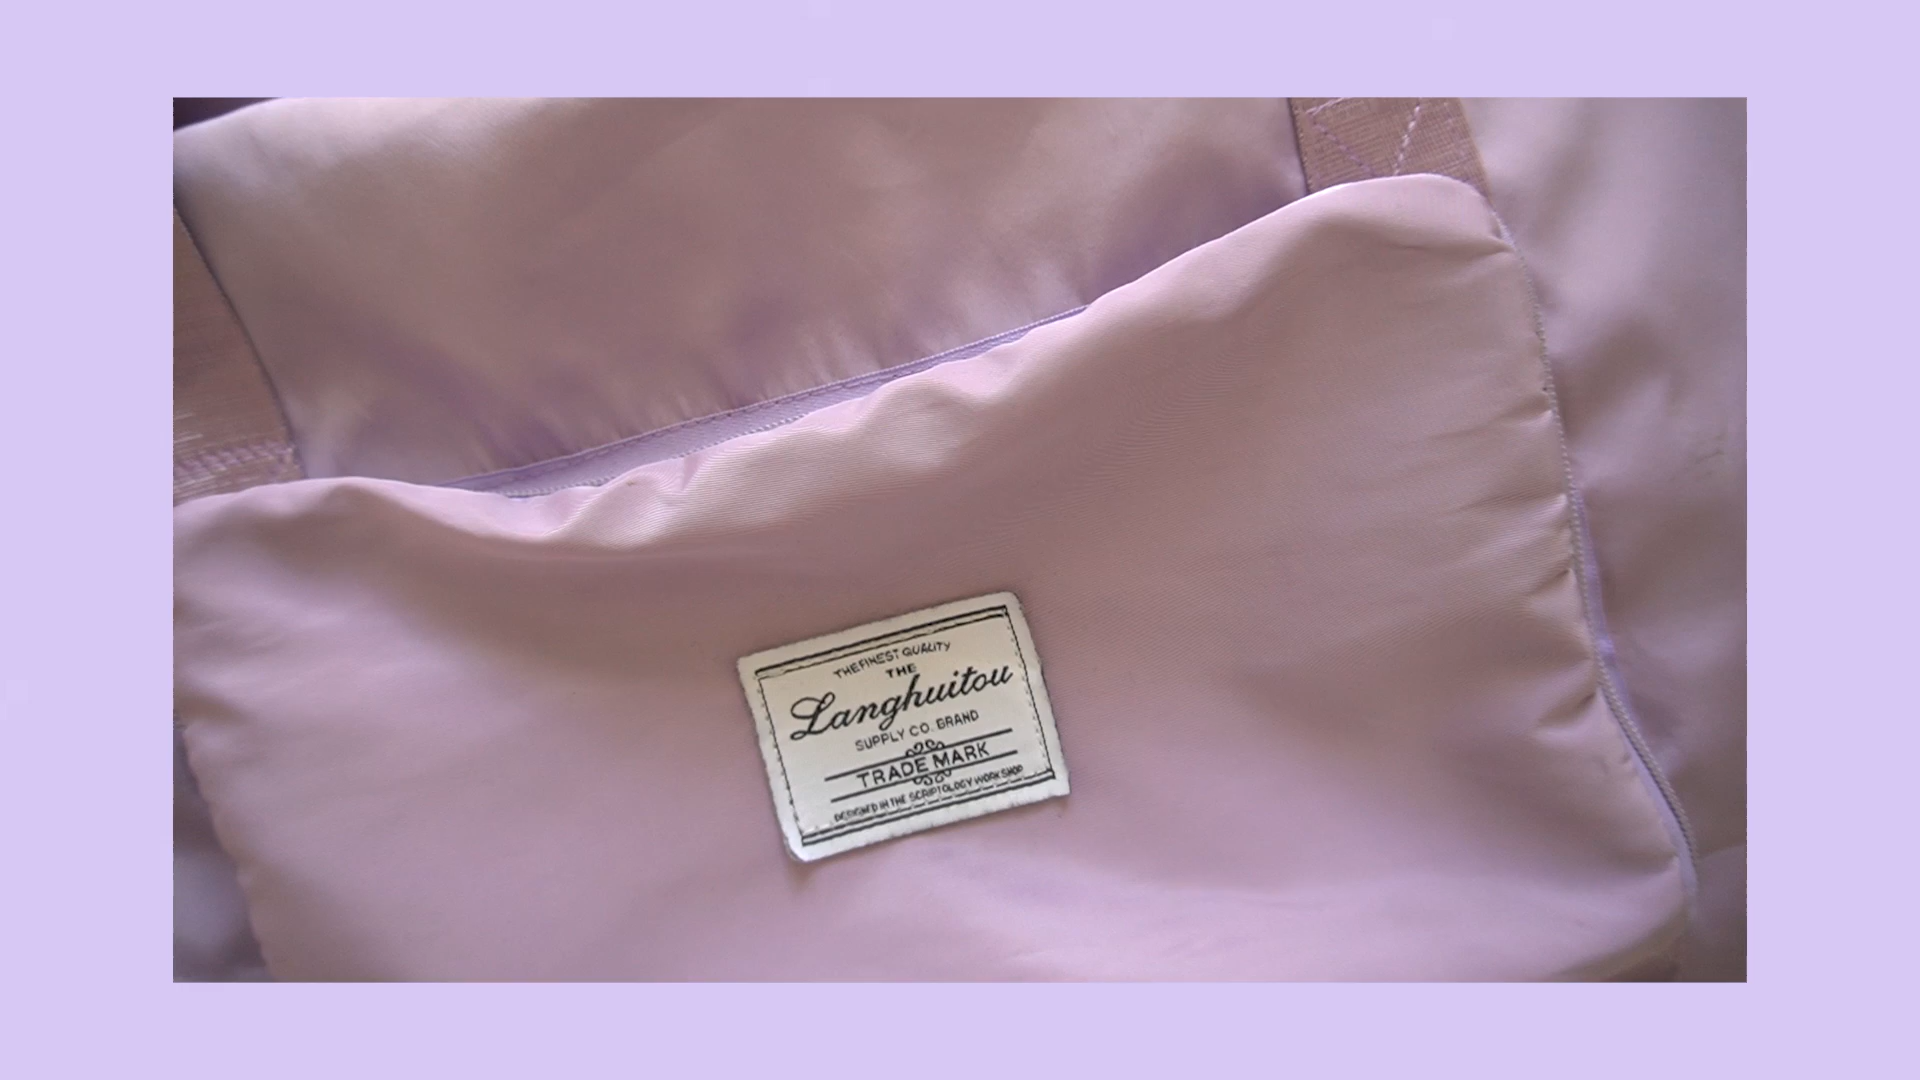 THE FINEST QUALITY
THE
Langhuitou
SUPPLY CO. BRAND
TRADE MARK
DESIGNED IN THE SCRIPTOLOGY WORKSHOP